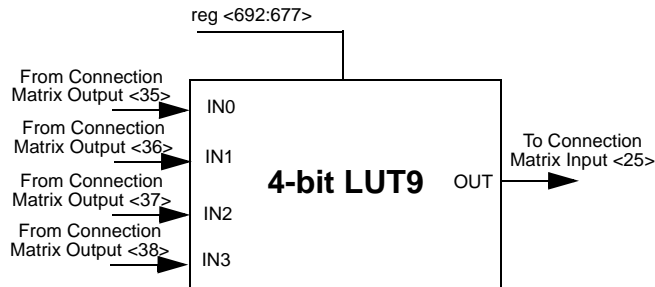 reg <692:677>
From Connection
Matrix Output <35>
IN0
From Connection
Matrix Output <36>
IN1
4-bit LUT9
OUT
To Connection
Matrix Input <25>
From Connection
Matrix Output <37>
IN2
From Connection
Matrix Output <38>
IN3